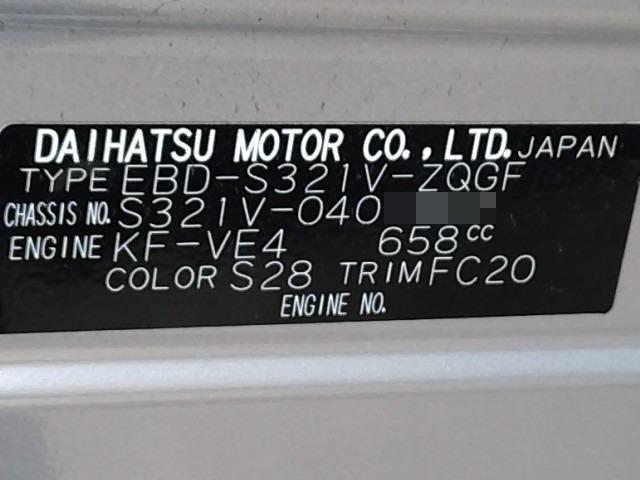 DAIHATSU MOTOR CO., LTD. JAPAN
TYPE EBD-S321V-ZQGF
CHASSIS NO. S321V-040
ENGINE KF-VE4 658cc
COLOR S28 TRIM FC20
ENGINE NO.